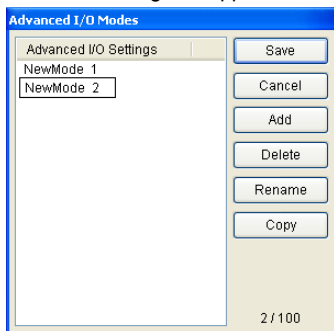 Advanced I/O Modes
Advanced I/O Settings
Save
NewMode 1
NewMode 2
Cancel
Add
Delete
Rename
Copy
2/100